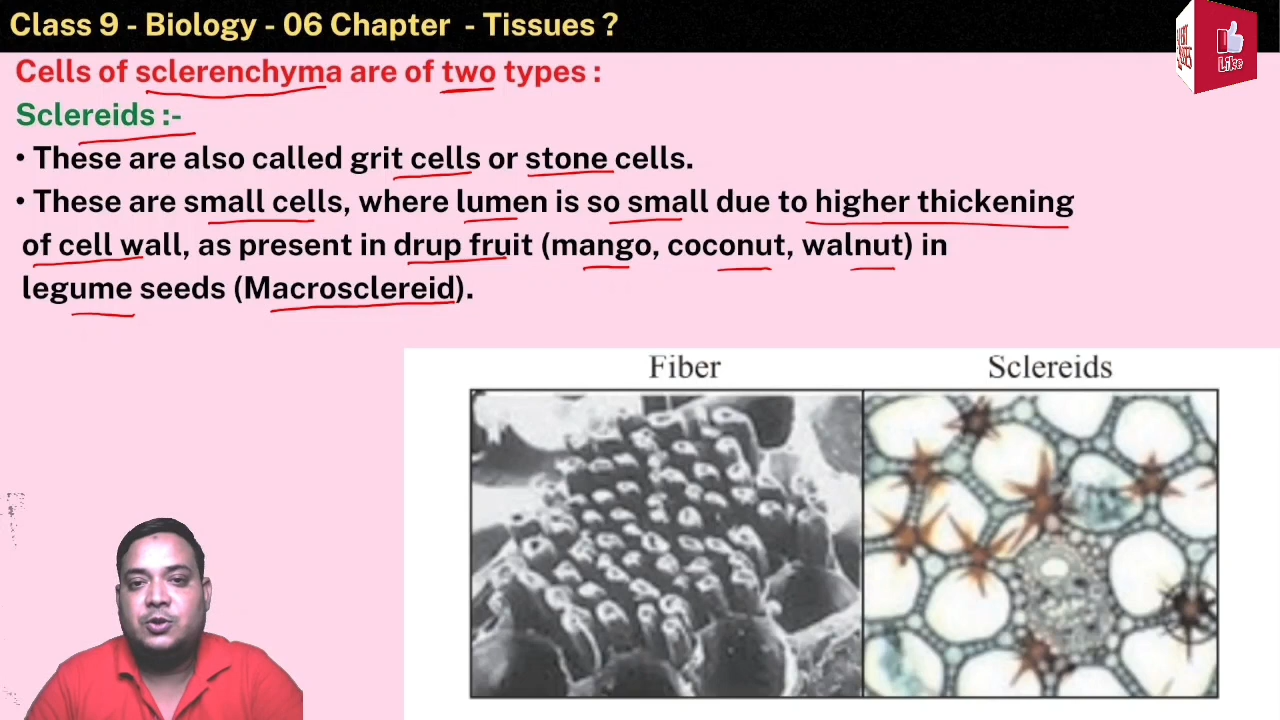 Class 9 - Biology - 06 Chapter - Tissues ?
Like
Cells of sclerenchyma are of two types :
Sclereids :-
• These are also called grit cells or stone cells.
• These are small cells, where lumen is so small due to higher thickening
of cell wall, as present in drup fruit (mango, coconut, walnut) in
legume seeds (Macrosclereid).
Fiber
Sclereids